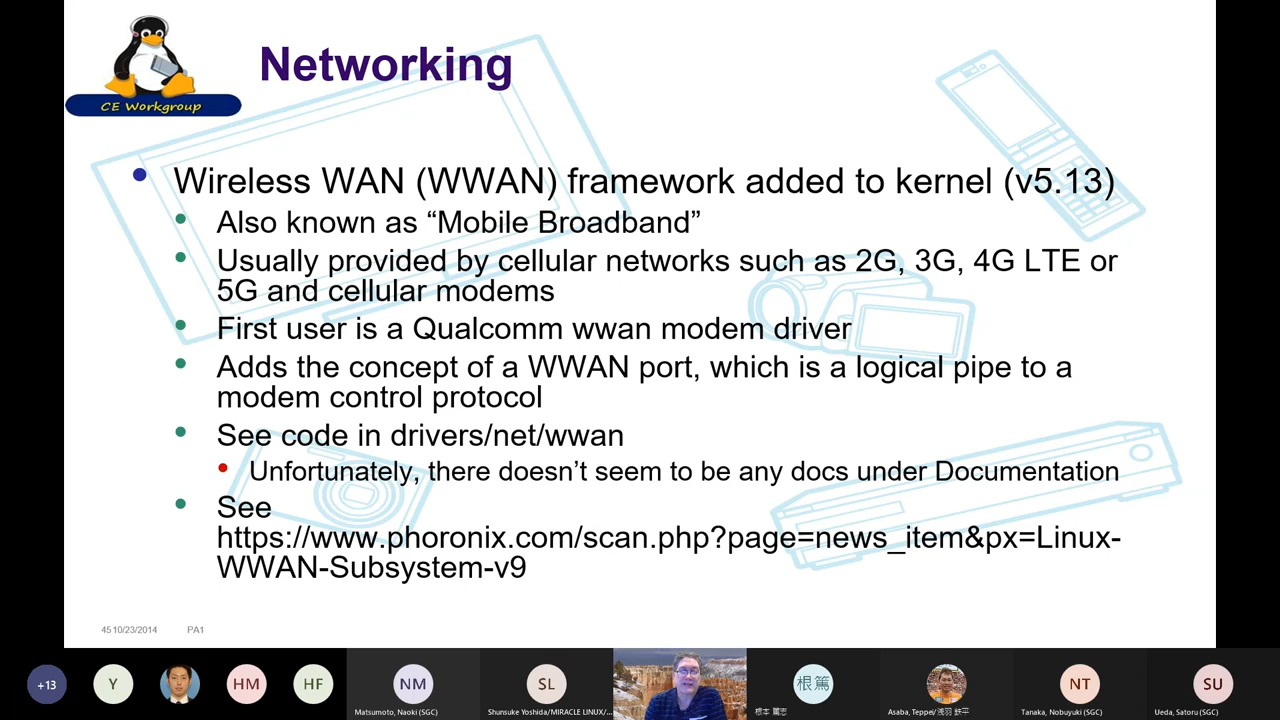 CE Workgroup
Networking
Wireless WAN (WWAN) framework added to kernel (v5.13)
Also known as “Mobile Broadband”
Usually provided by cellular networks such as 2G, 3G, 4G LTE or
5G and cellular modems
First user is a Qualcomm wwan modem driver
Adds the concept of a WWAN port, which is a logical pipe to a
modem control protocol
See code in drivers/net/wwan
Unfortunately, there doesn’t seem to be any docs under Documentation
See
https://www.phoronix.com/scan.php?page=news_item&px=Linux-
WWAN-Subsystem-v9
45 10/23/2014 PA1
+13 Y HM HF NM SL 根篤 NT SU
Matsumoto, Naoki (SGC)
Shunsuke Yoshida/MIRACLE LINUX/...
根本 篤志
Asaba, Teppei/浅羽 鉄平
Tanaka, Nobuyuki (SGC)
Ueda, Satoru (SGC)